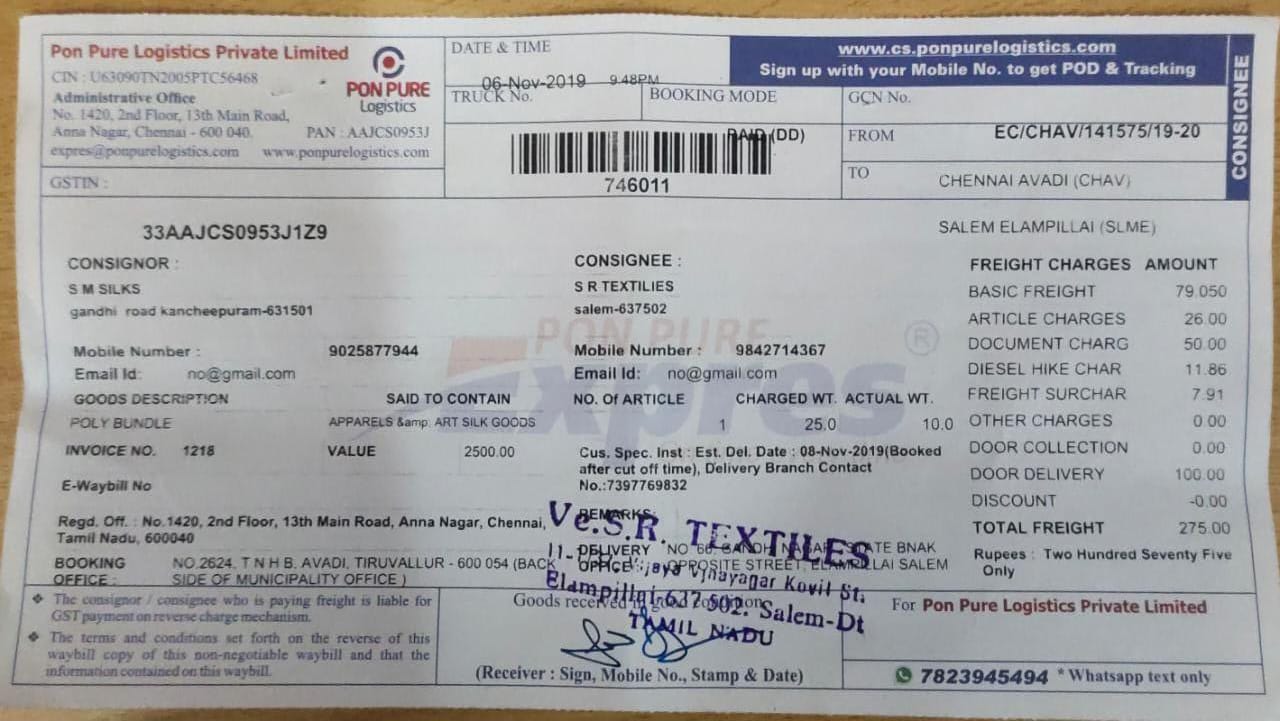 Pon Pure Logistics Private Limited
CIN : U63090TN2005PTC56468
Administrative Office
No. 1420, 2nd Floor, 13th Main Road,
Anna Nagar, Chennai - 600 040. PAN : AAJCS0953J
expres@ponpurelogistics.com www.ponpurelogistics.com
PON PURE
Logistics
GSTIN :
33AAJCS0953J1Z9
DATE & TIME
06-Nov-2019 9:48PM
TRUCK No.
BOOKING MODE
PAID (DD)
746011
www.cs.ponpurelogistics.com
Sign up with your Mobile No. to get POD & Tracking
GCN No.
EC/CHAV/141575/19-20
FROM
CHENNAI AVADI (CHAV)
TO
SALEM ELAMPILLAI (SLME)
CONSIGNEE
CONSIGNOR :
S M SILKS
gandhi road kancheepuram-631501
Mobile Number : 9025877944
Email Id: no@gmail.com
CONSIGNEE :
S R TEXTILIES
salem-637502
Mobile Number : 9842714367
Email Id: no@gmail.com
PON PURE
Expres ®
GOODS DESCRIPTION SAID TO CONTAIN NO. Of ARTICLE CHARGED WT. ACTUAL WT.
POLY BUNDLE APPARELS &amp; ART SILK GOODS 1 25.0 10.0
INVOICE NO. 1218 VALUE 2500.00
E-Waybill No
Cus. Spec. Inst : Est. Del. Date : 08-Nov-2019(Booked
after cut off time), Delivery Branch Contact
No.:7397769832
REMARKS:
FREIGHT CHARGES AMOUNT
BASIC FREIGHT 79.050
ARTICLE CHARGES 26.00
DOCUMENT CHARG 50.00
DIESEL HIKE CHAR 11.86
FREIGHT SURCHAR 7.91
OTHER CHARGES 0.00
DOOR COLLECTION 0.00
DOOR DELIVERY 100.00
DISCOUNT -0.00
TOTAL FREIGHT 275.00
Rupees : Two Hundred Seventy Five
Only
Regd. Off. : No.1420, 2nd Floor, 13th Main Road, Anna Nagar, Chennai,
Tamil Nadu, 600040
BOOKING OFFICE : NO.2624, T N H B, AVADI, TIRUVALLUR - 600 054 (BACK
SIDE OF MUNICIPALITY OFFICE )
DELIVERY OFFICE : NO 66, GANDHI NAGAR, STATE BNAK
OPPOSITE STREET, ELAMPILLAI SALEM
Ve.S.R. TEXTILES
Vijaya Vinayagar Kovil St.
Elampillai-637 502. Salem-Dt
TAMIL NADU
❖ The consignor / consignee who is paying freight is liable for
GST payment on reverse charge mechanism.
❖ The terms and conditions set forth on the reverse of this
waybill copy of this non-negotiable waybill and that the
information contained on this waybill.
Goods received in good condition
(Receiver : Sign, Mobile No., Stamp & Date)
For Pon Pure Logistics Private Limited
7823945494 * Whatsapp text only